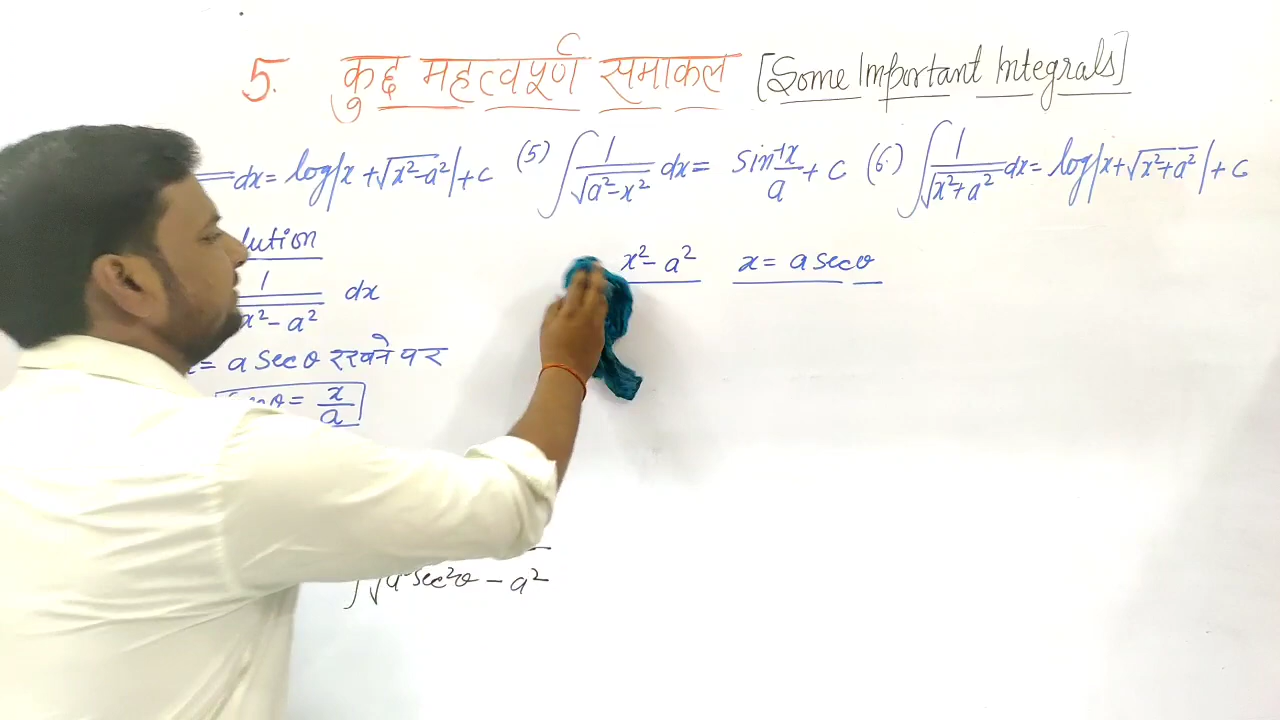 5. कुछ महत्वपूर्ण समाकल [Some Important Integrals]
dx = log|x + √x²-a²| + c (5) ∫ 1/√a²-x² dx = sin⁻¹ x/a + c (6.) ∫ 1/√x²+a² dx = log|x+√x²+a²| + c
lution
x² - a² x = a secθ
1/x² - a² dx
= a Secθ रखने पर
θ = x/a
∫√a² sec²θ - a²